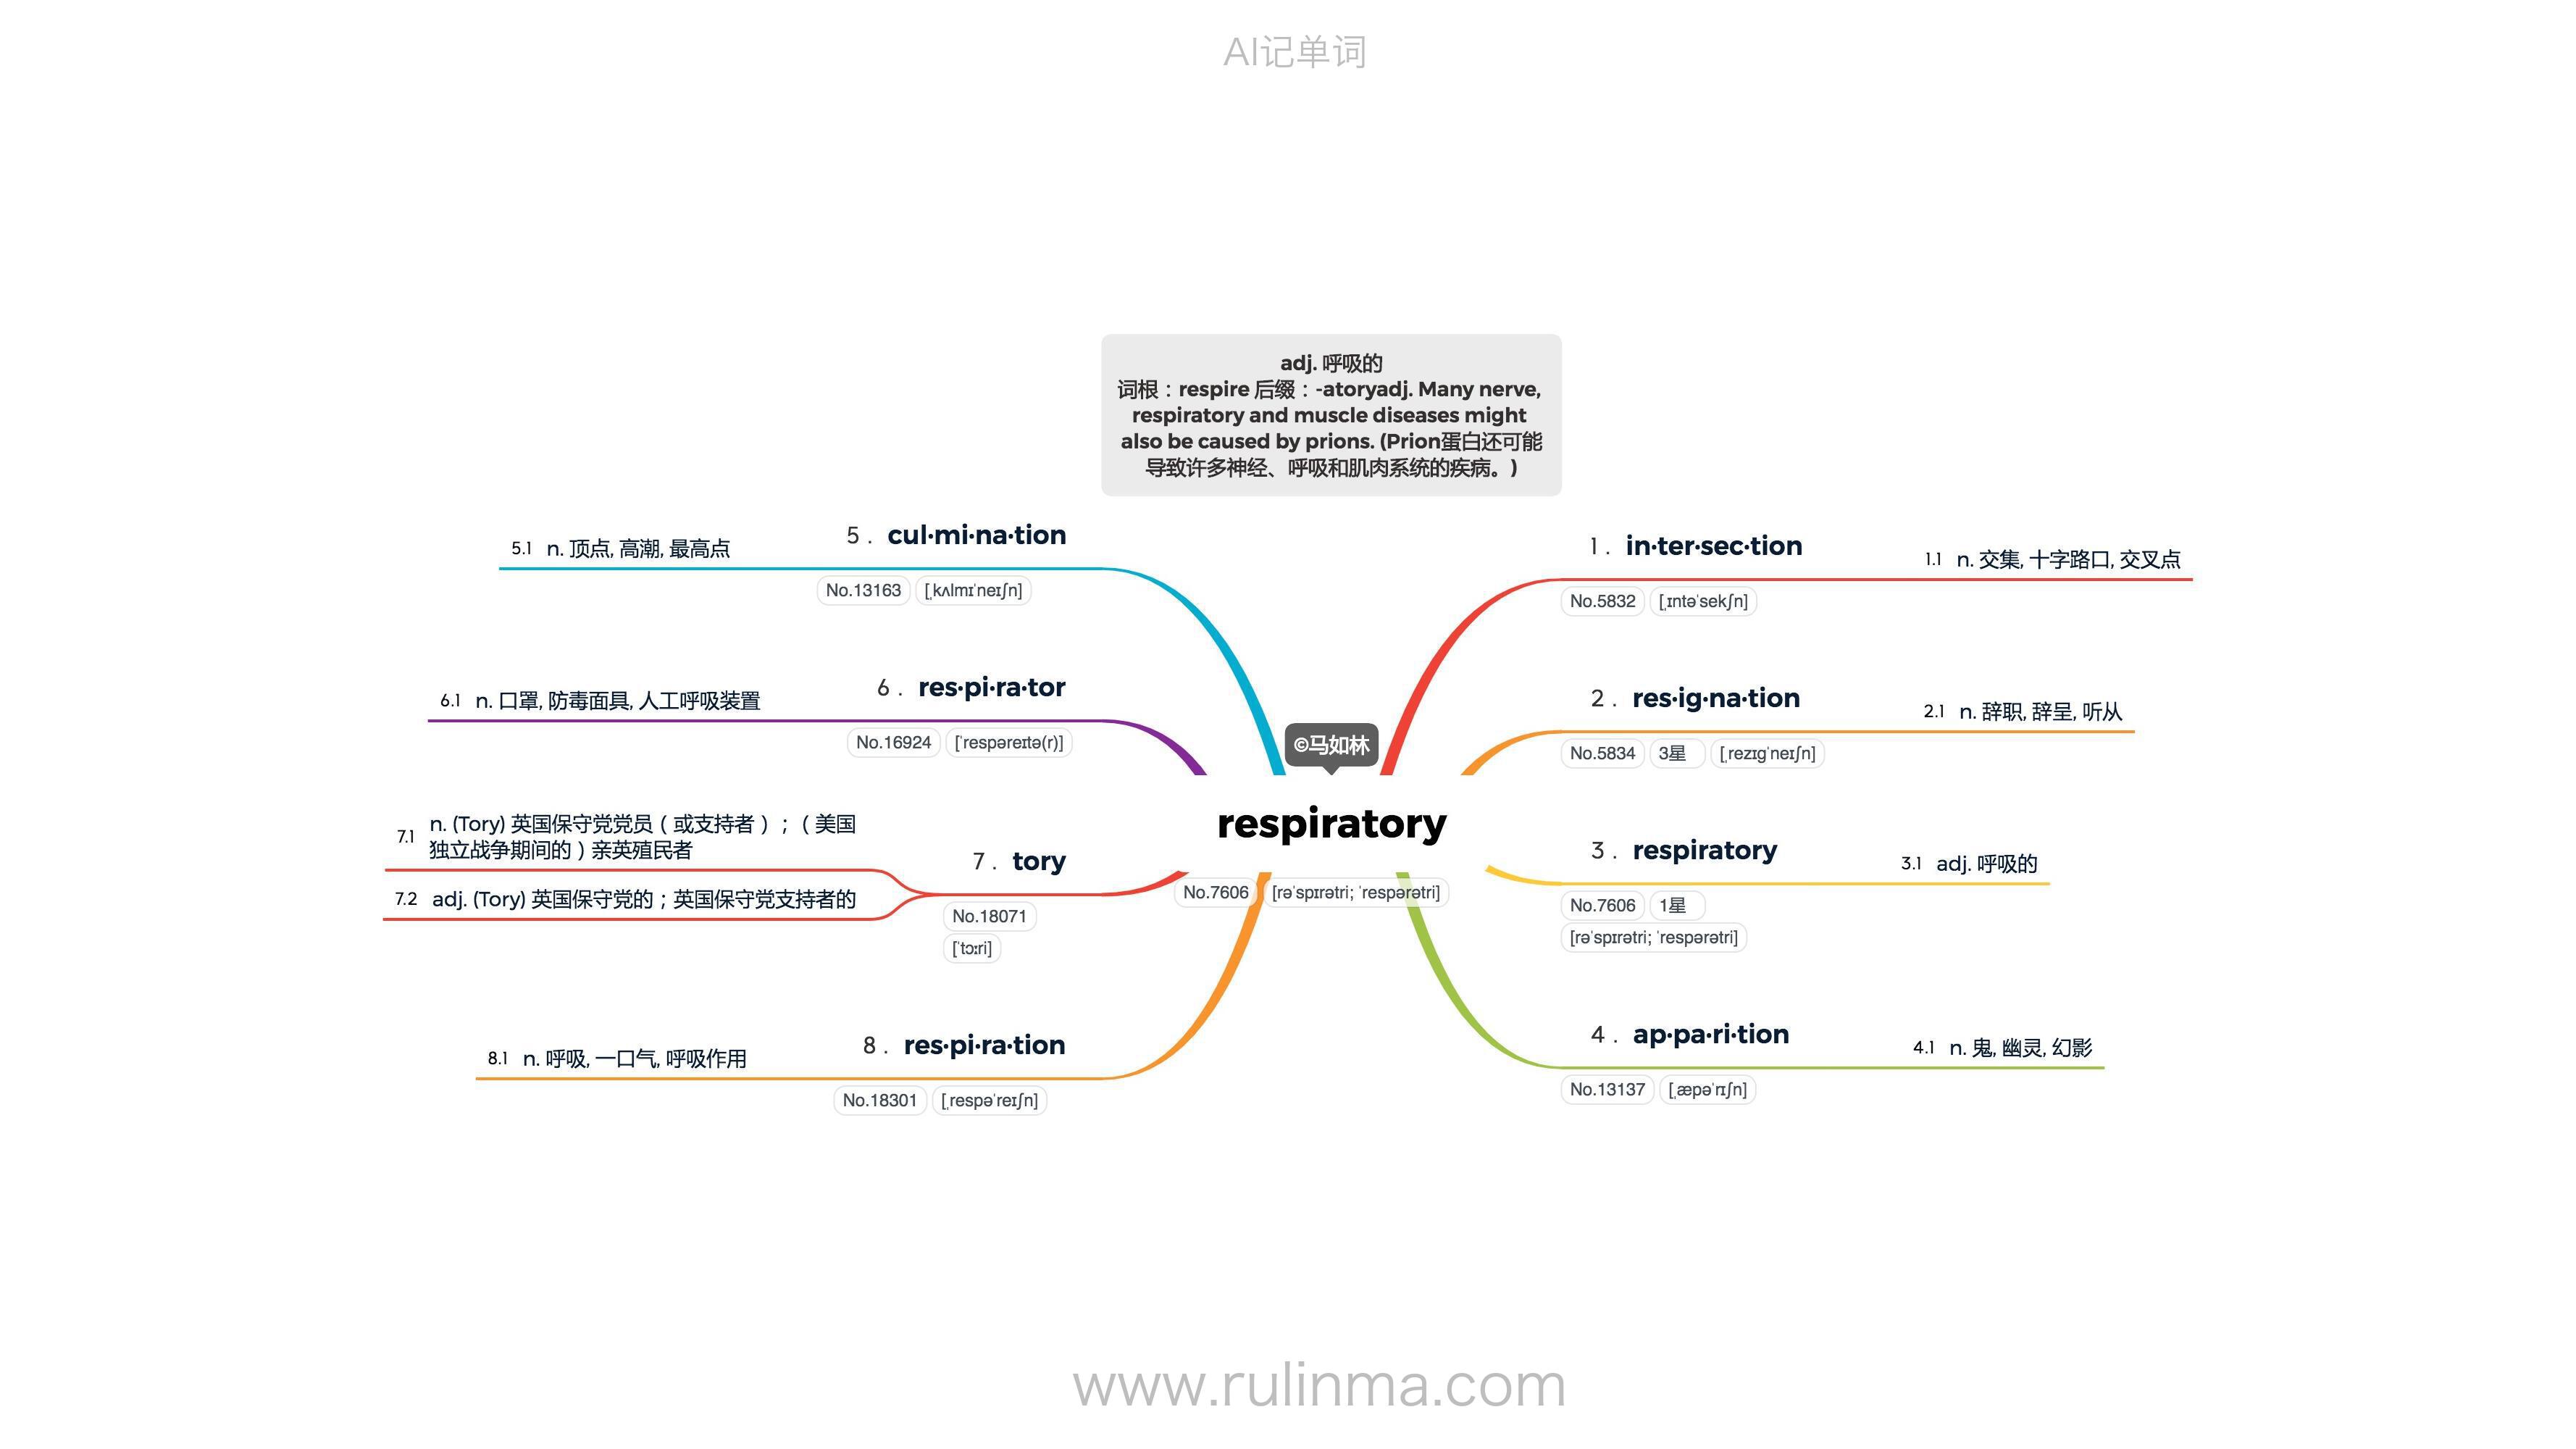 AI记单词
adj. 呼吸的
词根：respire 后缀：-atoryadj. Many nerve,
respiratory and muscle diseases might
also be caused by prions. (Prion蛋白还可能
导致许多神经、呼吸和肌肉系统的疾病。)
©马如林
respiratory
No.7606 [rəˈspɪrətri; ˈrespərətri]
1. in·ter·sec·tion
No.5832 [ˌɪntəˈsekʃn]
1.1 n. 交集, 十字路口, 交叉点
2. res·ig·na·tion
No.5834 3星 [ˌrezɪɡˈneɪʃn]
2.1 n. 辞职, 辞呈, 听从
3. respiratory
No.7606 1星
[rəˈspɪrətri; ˈrespərətri]
3.1 adj. 呼吸的
4. ap·pa·ri·tion
No.13137 [ˌæpəˈrɪʃn]
4.1 n. 鬼, 幽灵, 幻影
5. cul·mi·na·tion
No.13163 [ˌkʌlmɪˈneɪʃn]
5.1 n. 顶点, 高潮, 最高点
6. res·pi·ra·tor
No.16924 [ˈrespəreɪtə(r)]
6.1 n. 口罩, 防毒面具, 人工呼吸装置
7. tory
No.18071
[ˈtɔːri]
7.1 n. (Tory) 英国保守党党员（或支持者）；（美国
独立战争期间的）亲英殖民者
7.2 adj. (Tory) 英国保守党的；英国保守党支持者的
8. res·pi·ra·tion
No.18301 [ˌrespəˈreɪʃn]
8.1 n. 呼吸, 一口气, 呼吸作用
www.rulinma.com